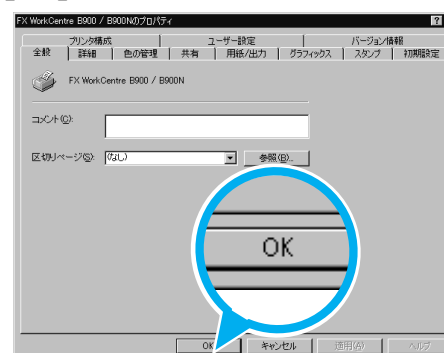 FX WorkCentre B900 / B900Nのプロパティ
プリンタ構成 ユーザー設定 バージョン情報
全般 詳細 色の管理 共有 用紙/出力 グラフィックス スタンプ 初期設定
FX WorkCentre B900 / B900N
コメント(C):
区切りページ(S): (なし) 参照(B)...
OK
OK キャンセル 適用(A) ヘルプ